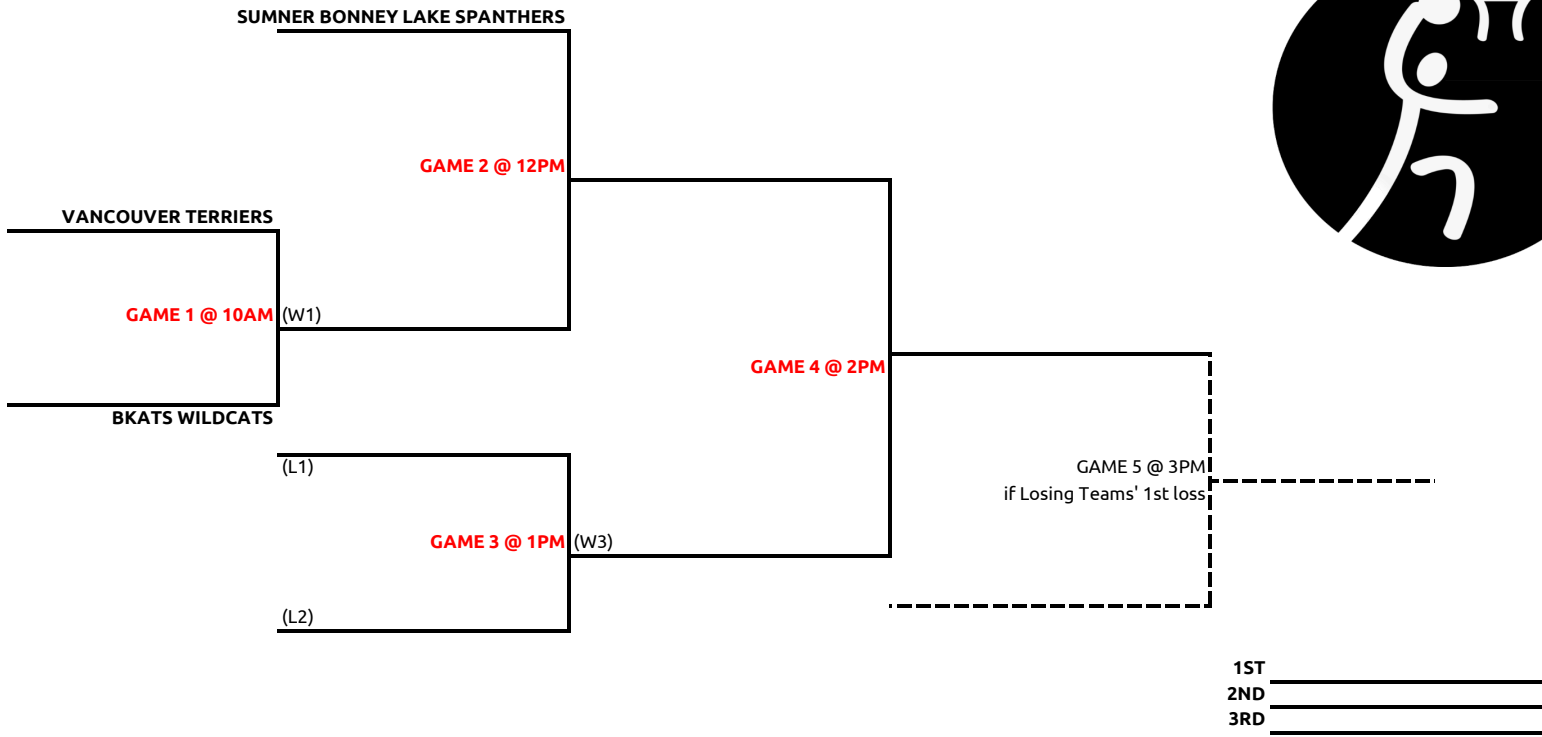 SUMNER BONNEY LAKE SPANTHERS
GAME 2 @ 12PM
VANCOUVER TERRIERS
GAME 1 @ 10AM (W1)
GAME 4 @ 2PM
BKATS WILDCATS
(L1)
GAME 5 @ 3PM
if Losing Teams' 1st loss
GAME 3 @ 1PM (W3)
(L2)
1ST
2ND
3RD